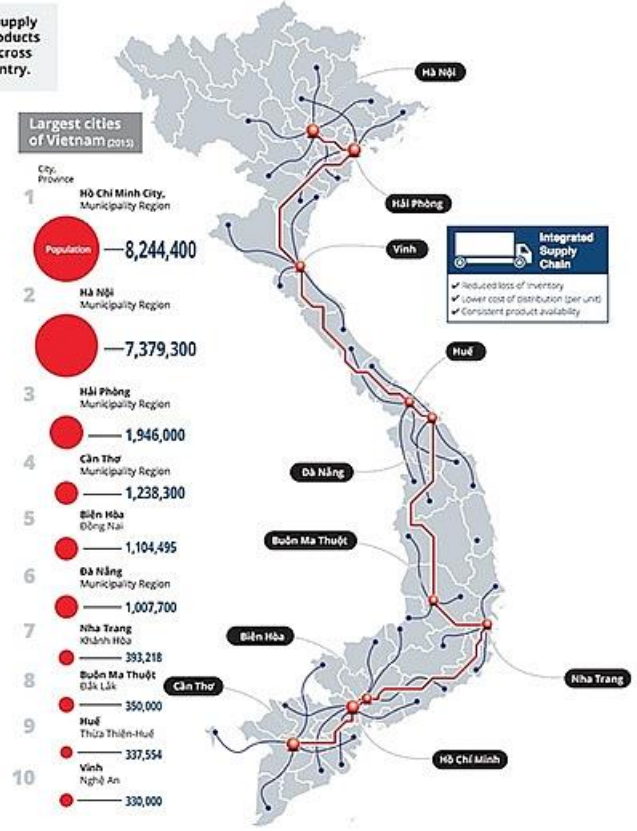 upply
oducts
cross
ntry.
Largest cities
of Vietnam (2015)
City,
Province
1
Hồ Chí Minh City,
Municipality Region
Population
8,244,400
2
Hà Nội
Municipality Region
7,379,300
3
Hải Phòng
Municipality Region
1,946,000
4
Cần Thơ
Municipality Region
1,238,300
5
Biên Hòa
Đồng Nai
1,104,495
6
Đà Nẵng
Municipality Region
1,007,700
7
Nha Trang
Khánh Hòa
393,218
8
Buôn Ma Thuột
Đắk Lắk
350,000
9
Huế
Thừa Thiên-Huế
337,554
10
Vinh
Nghệ An
330,000
Hà Nội
Hải Phòng
Vinh
Integrated
Supply
Chain
✔ Reduced loss of inventory
✔ Lower cost of distribution (per unit)
✔ Consistent product availability
Huế
Đà Nẵng
Buôn Ma Thuột
Biên Hòa
Nha Trang
Cần Thơ
Hồ Chí Minh